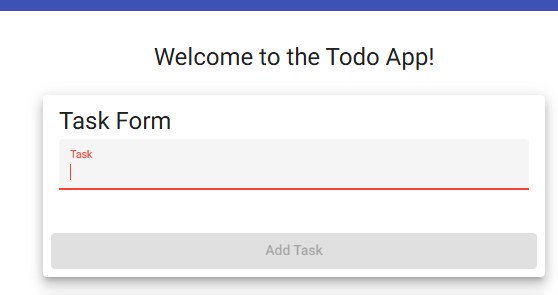 Welcome to the Todo App!
Task Form
Task
Add Task